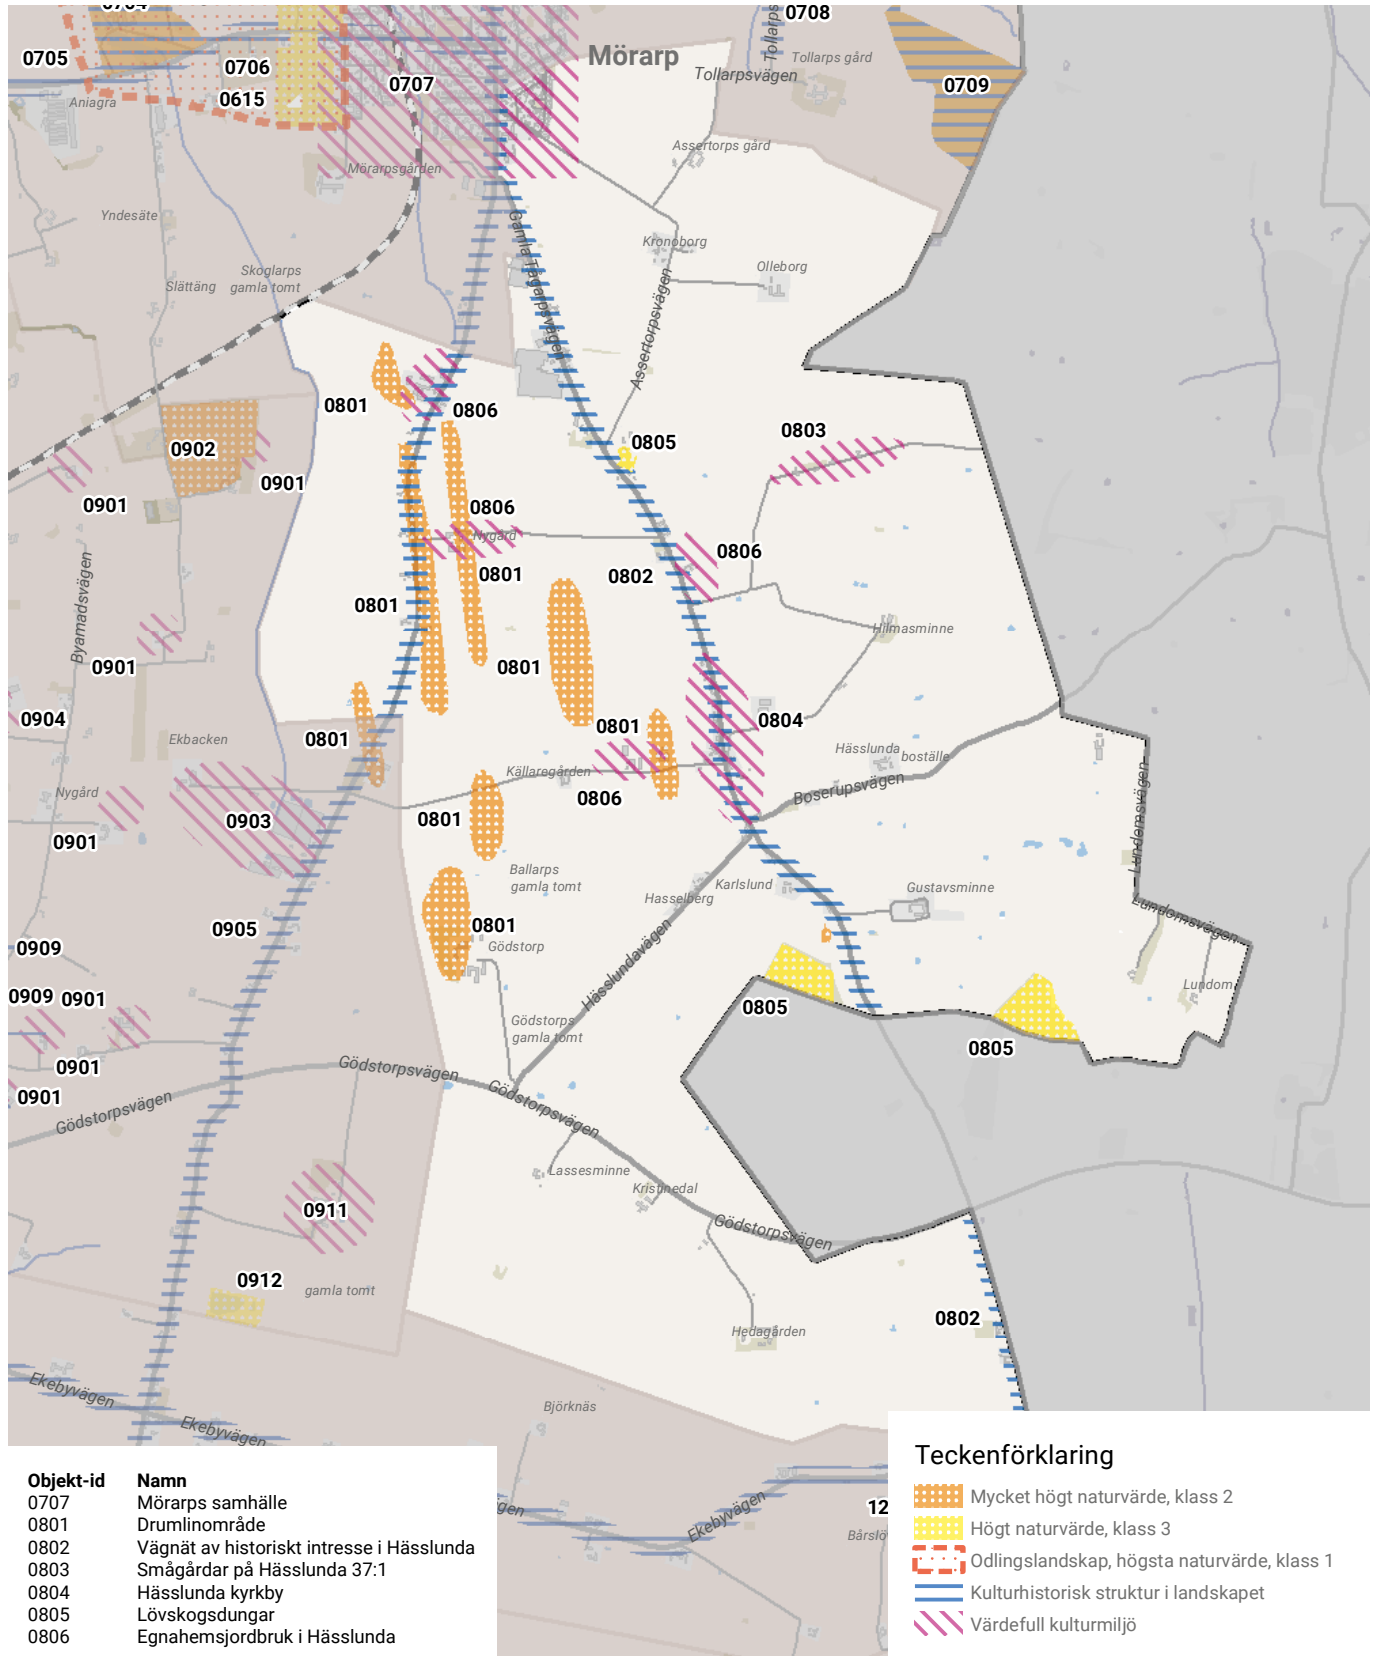 0704
0708
Mörarp
0705
0706
Tollarpsvägen
Tollarps
Tollarps gård
0709
0707
0615
Aniagra
Assertorps gård
Mörarpsgården
Yndesäte
Gamla Tågarpsvägen
Kronoborg
Olleborg
Skoglarps
gamla tomt
Slättäng
Assertorpsvägen
0801
0806
0805
0803
0902
0901
0901
0806
Nygård
0806
0802
0801
0801
Byamadsvägen
Hilmasminne
0901
0801
0904
0801
0804
0801
Ekbacken
Hässlunda
boställe
Källaregården
Boserupsvägen
Nygård
0806
0903
0801
0901
Lundomsvägen
Ballarps
gamla tomt
Karlslund
Gustavsminne
Hasselberg
Lundomsvägen
0905
0801
Gödstorp
0909
Hässlundavägen
Lundom
0909
0901
0805
Gödstorps
gamla tomt
0805
0901
Gödstorpsvägen
0901
Gödstorpsvägen
Gödstorpsvägen
Lassesminne
Kristinedal
0911
Gödstorpsvägen
0912
gamla tomt
0802
Hedagården
Ekebyvägen
Björknäs
Ekebyvägen
gen
Ekebyvägen
12
Bårslö
Objekt-id Namn
0707 Mörarps samhälle
0801 Drumlinområde
0802 Vägnät av historiskt intresse i Hässlunda
0803 Smågårdar på Hässlunda 37:1
0804 Hässlunda kyrkby
0805 Lövskogsdungar
0806 Egnahemsjordbruk i Hässlunda
Teckenförklaring
Mycket högt naturvärde, klass 2
Högt naturvärde, klass 3
Odlingslandskap, högsta naturvärde, klass 1
Kulturhistorisk struktur i landskapet
Värdefull kulturmiljö